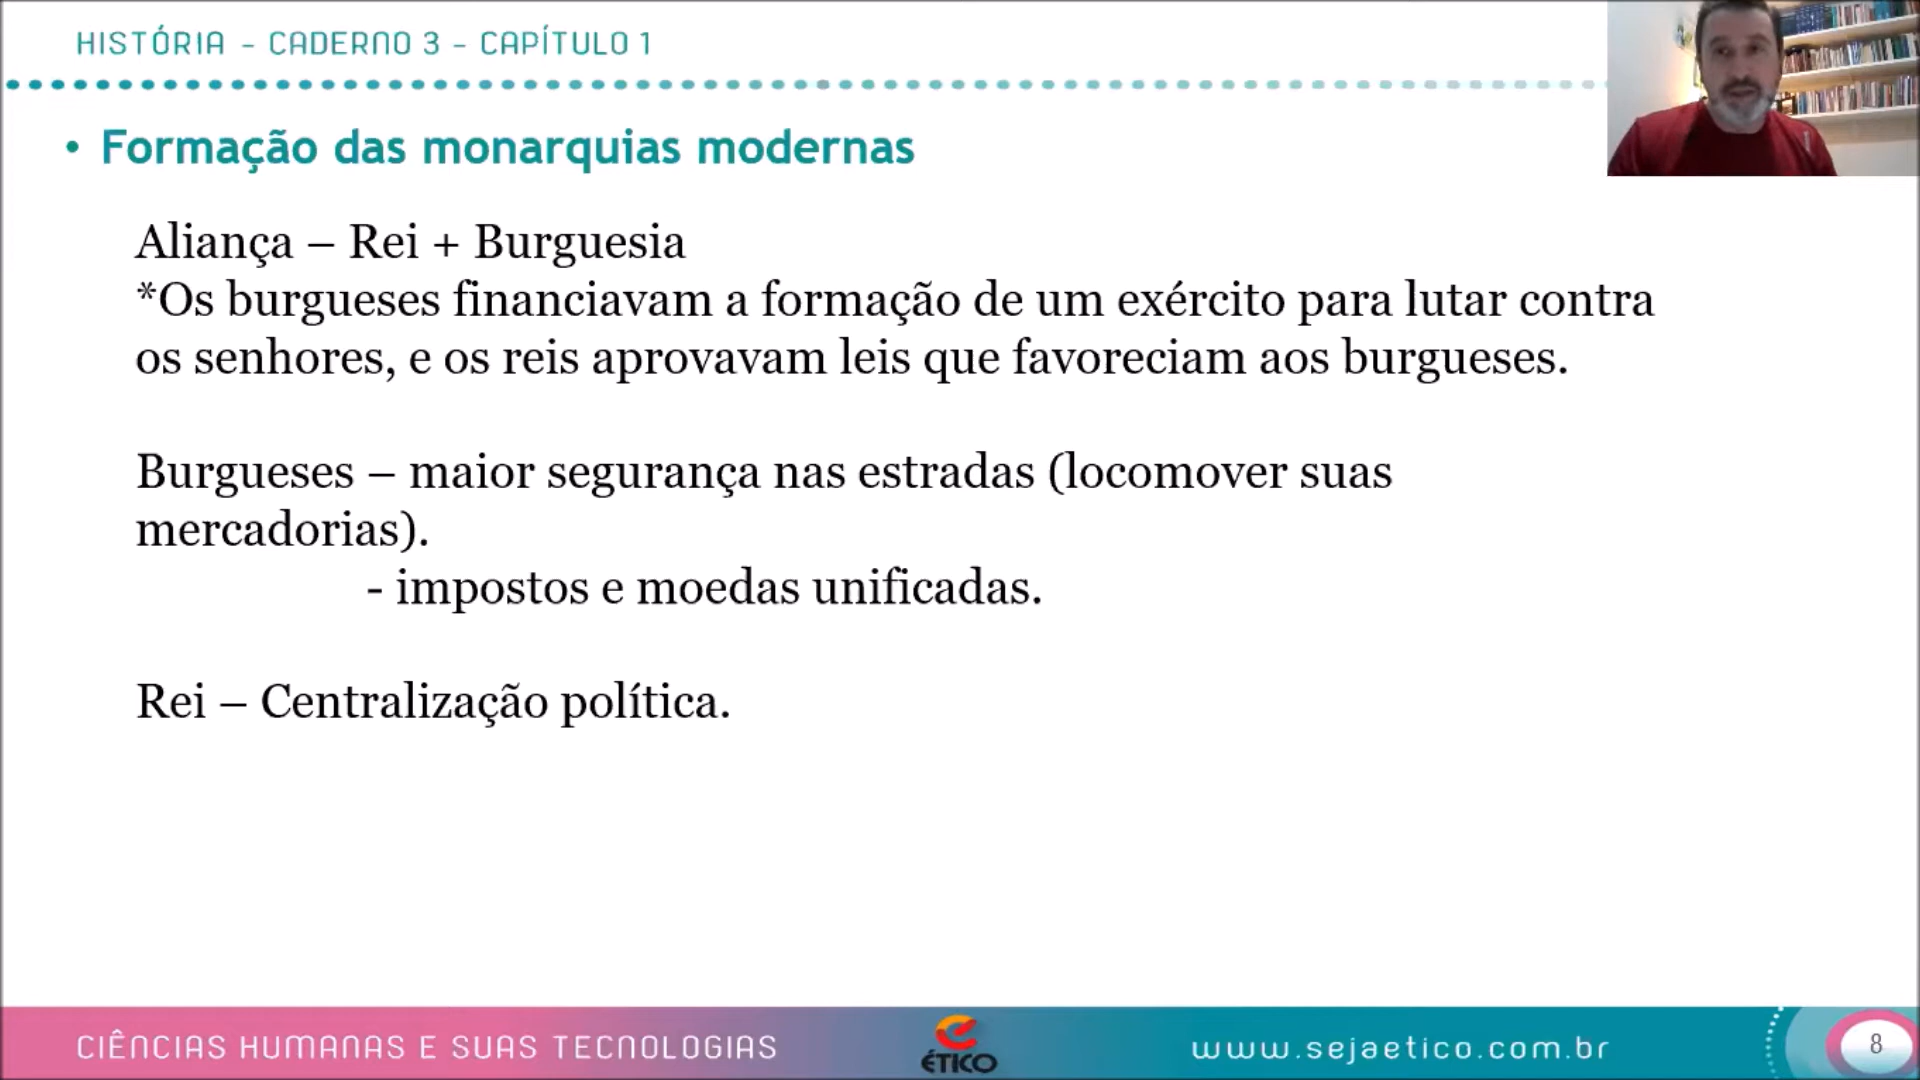 HISTÓRIA - CADERNO 3 - CAPÍTULO 1
• Formação das monarquias modernas
Aliança – Rei + Burguesia
*Os burgueses financiavam a formação de um exército para lutar contra
os senhores, e os reis aprovavam leis que favoreciam aos burgueses.
Burgueses – maior segurança nas estradas (locomover suas
mercadorias).
- impostos e moedas unificadas.
Rei – Centralização política.
CIÊNCIAS HUMANAS E SUAS TECNOLOGIAS
ÉTICO
www.sejaetico.com.br
8